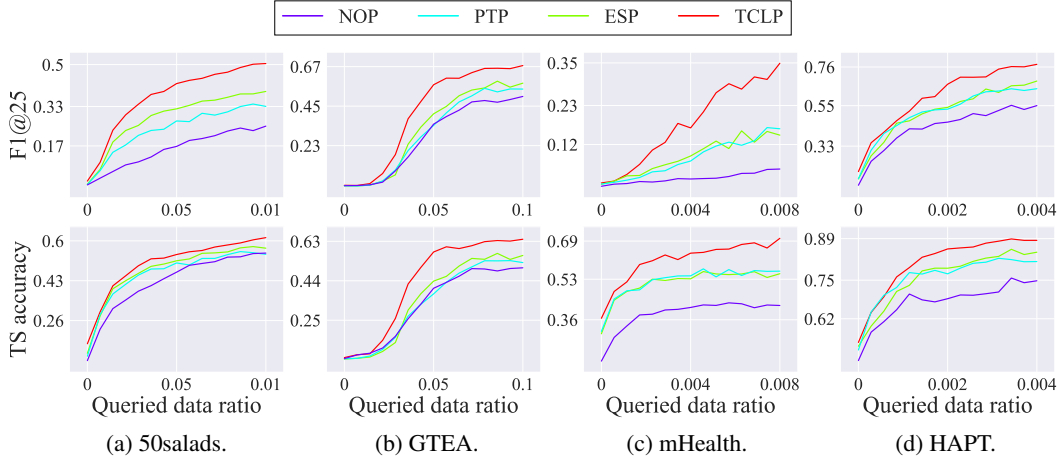 NOP PTP ESP TCLP
F1@25
0.5
0.33
0.17
0 0.05 0.01
0.67
0.45
0.23
0 0.05 0.1
0.35
0.23
0.12
0 0.004 0.008
0.76
0.55
0.33
0 0.002 0.004
TS accuracy
0.6
0.43
0.26
0 0.05 0.01
0.63
0.44
0.25
0 0.05 0.1
0.69
0.53
0.36
0 0.004 0.008
0.89
0.75
0.62
0 0.002 0.004
Queried data ratio Queried data ratio Queried data ratio Queried data ratio
(a) 50salads. (b) GTEA. (c) mHealth. (d) HAPT.